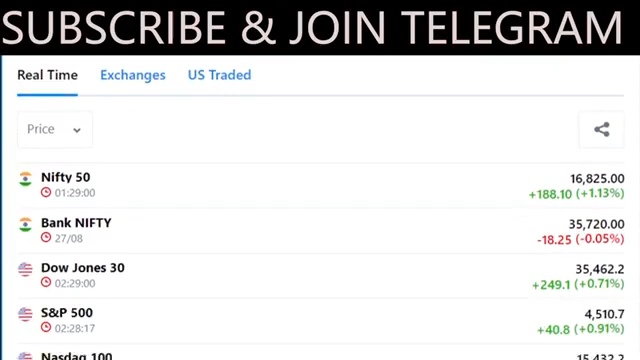 SUBSCRIBE & JOIN TELEGRAM
Real Time Exchanges US Traded
Price
Nifty 50 16,825.00
01:29:00 +188.10 (+1.13%)
Bank NIFTY 35,720.00
27/08 -18.25 (-0.05%)
Dow Jones 30 35,462.2
02:29:00 +249.1 (+0.71%)
S&P 500 4,510.7
02:28:17 +40.8 (+0.91%)
Nasdaq 100 15,432.2